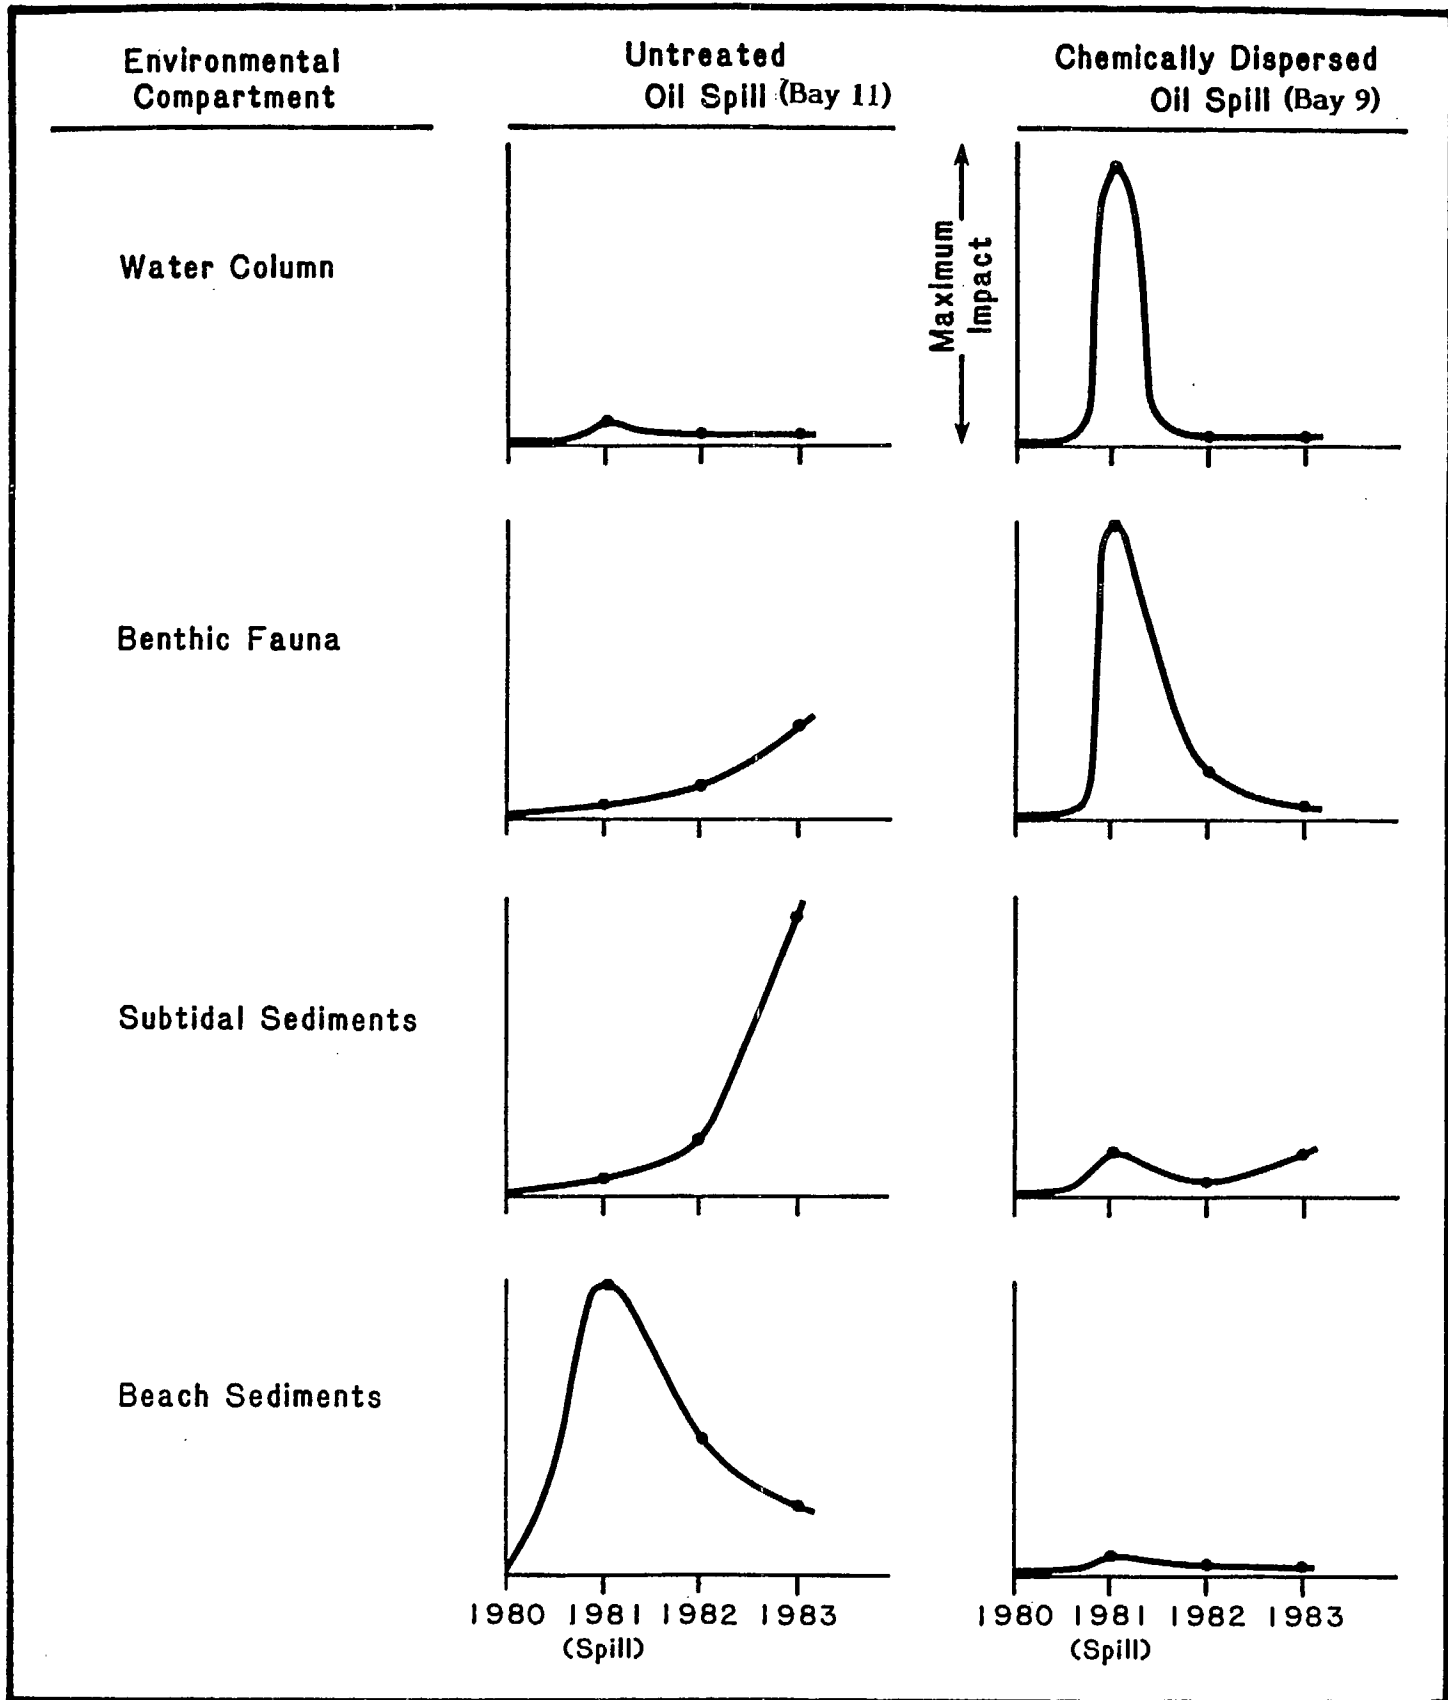 Environmental
Compartment
Untreated
Oil Spill (Bay 11)
Chemically Dispersed
Oil Spill (Bay 9)
Water Column
Maximum
Impact
Benthic Fauna
Subtidal Sediments
Beach Sediments
1980 1981 1982 1983
(Spill)
1980 1981 1982 1983
(Spill)